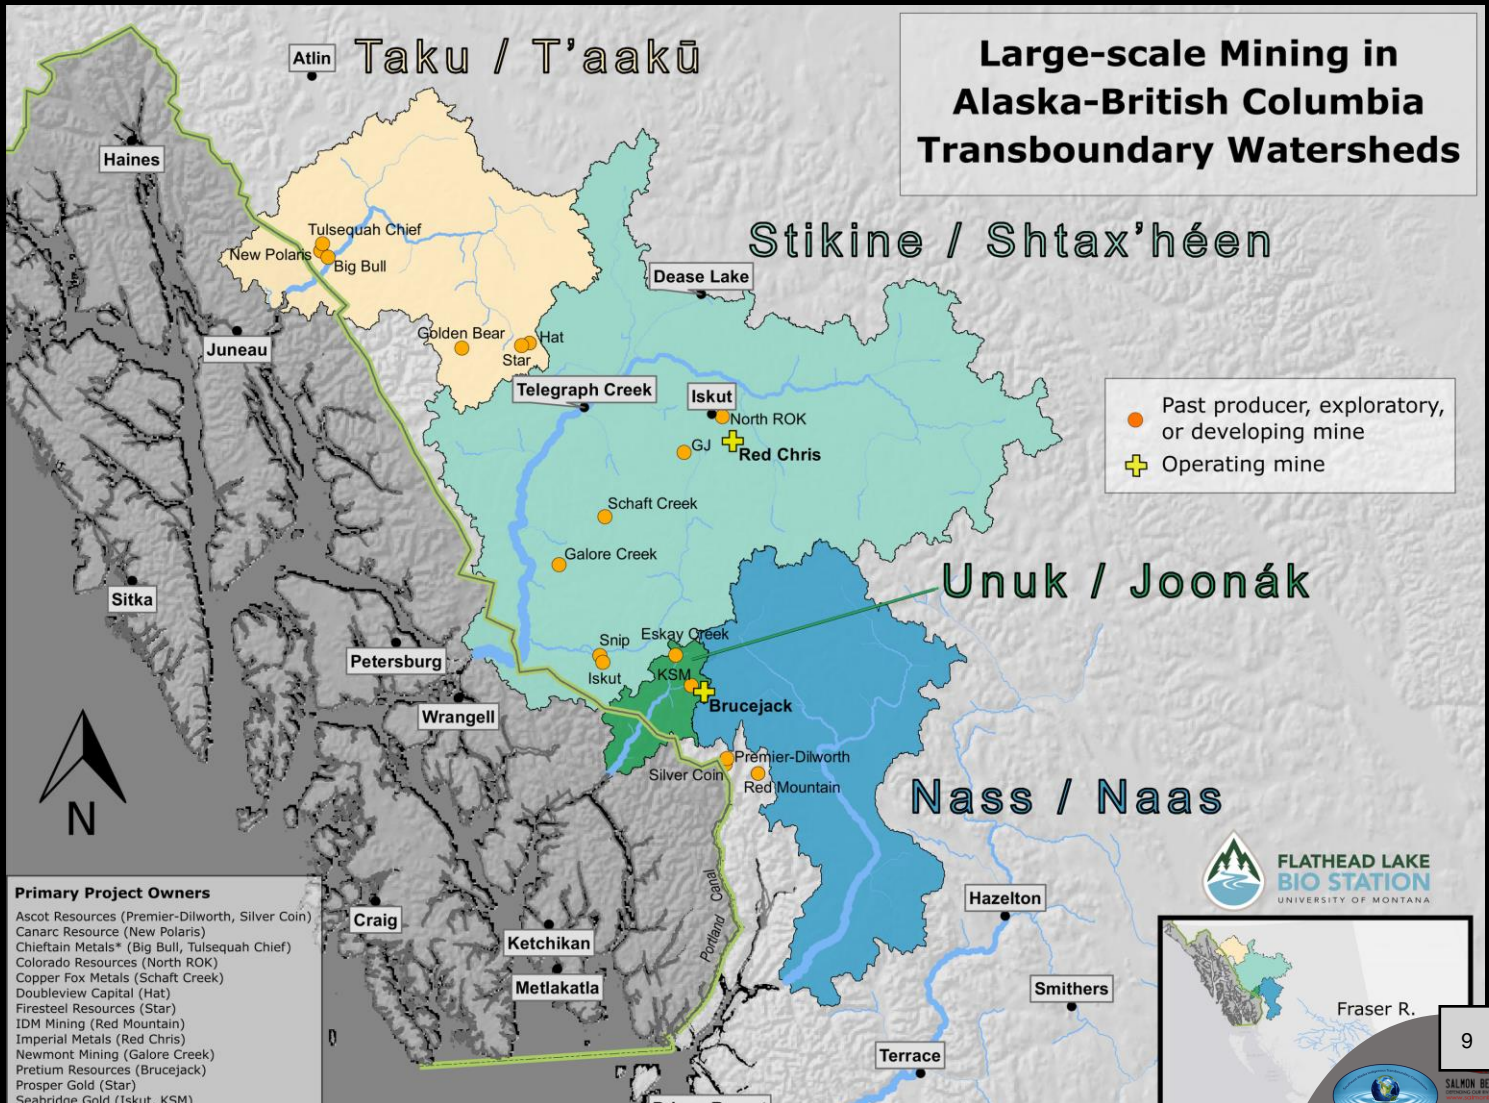 Large-scale Mining in
Alaska-British Columbia
Transboundary Watersheds
Taku / T'aakū
Stikine / Shtax'héen
Unuk / Joonák
Nass / Naas
Atlin
Haines
Tulsequah Chief
New Polaris
Big Bull
Dease Lake
Juneau
Golden Bear
Hat
Star
Telegraph Creek
Iskut
North ROK
GJ
Red Chris
Past producer, exploratory,
or developing mine
Operating mine
Schaft Creek
Galore Creek
Sitka
Petersburg
Snip
Eskay Creek
Iskut
KSM
Brucejack
Wrangell
Premier-Dilworth
Silver Coin
Red Mountain
N
Portland Canal
Craig
Ketchikan
Metlakatla
Hazelton
Smithers
Terrace
FLATHEAD LAKE
BIO STATION
UNIVERSITY OF MONTANA
Fraser R.
9
Primary Project Owners
Ascot Resources (Premier-Dilworth, Silver Coin)
Canarc Resource (New Polaris)
Chieftain Metals* (Big Bull, Tulsequah Chief)
Colorado Resources (North ROK)
Copper Fox Metals (Schaft Creek)
Doubleview Capital (Hat)
Firesteel Resources (Star)
IDM Mining (Red Mountain)
Imperial Metals (Red Chris)
Newmont Mining (Galore Creek)
Pretium Resources (Brucejack)
Prosper Gold (Star)
Seabridge Gold (Iskut, KSM)
SALMON BE